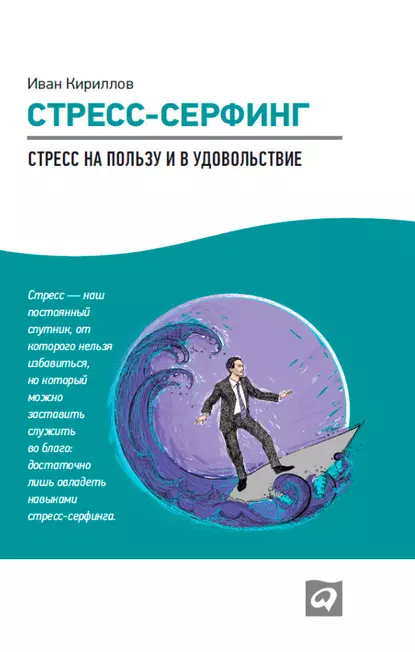 Иван Кириллов
СТРЕСС-СЕРФИНГ
СТРЕСС НА ПОЛЬЗУ И В УДОВОЛЬСТВИЕ
Стресс — наш
постоянный
спутник, от
которого нельзя
избавиться,
но который
можно
заставить
служить
во благо:
достаточно
лишь овладеть
навыками
стресс-серфинга.